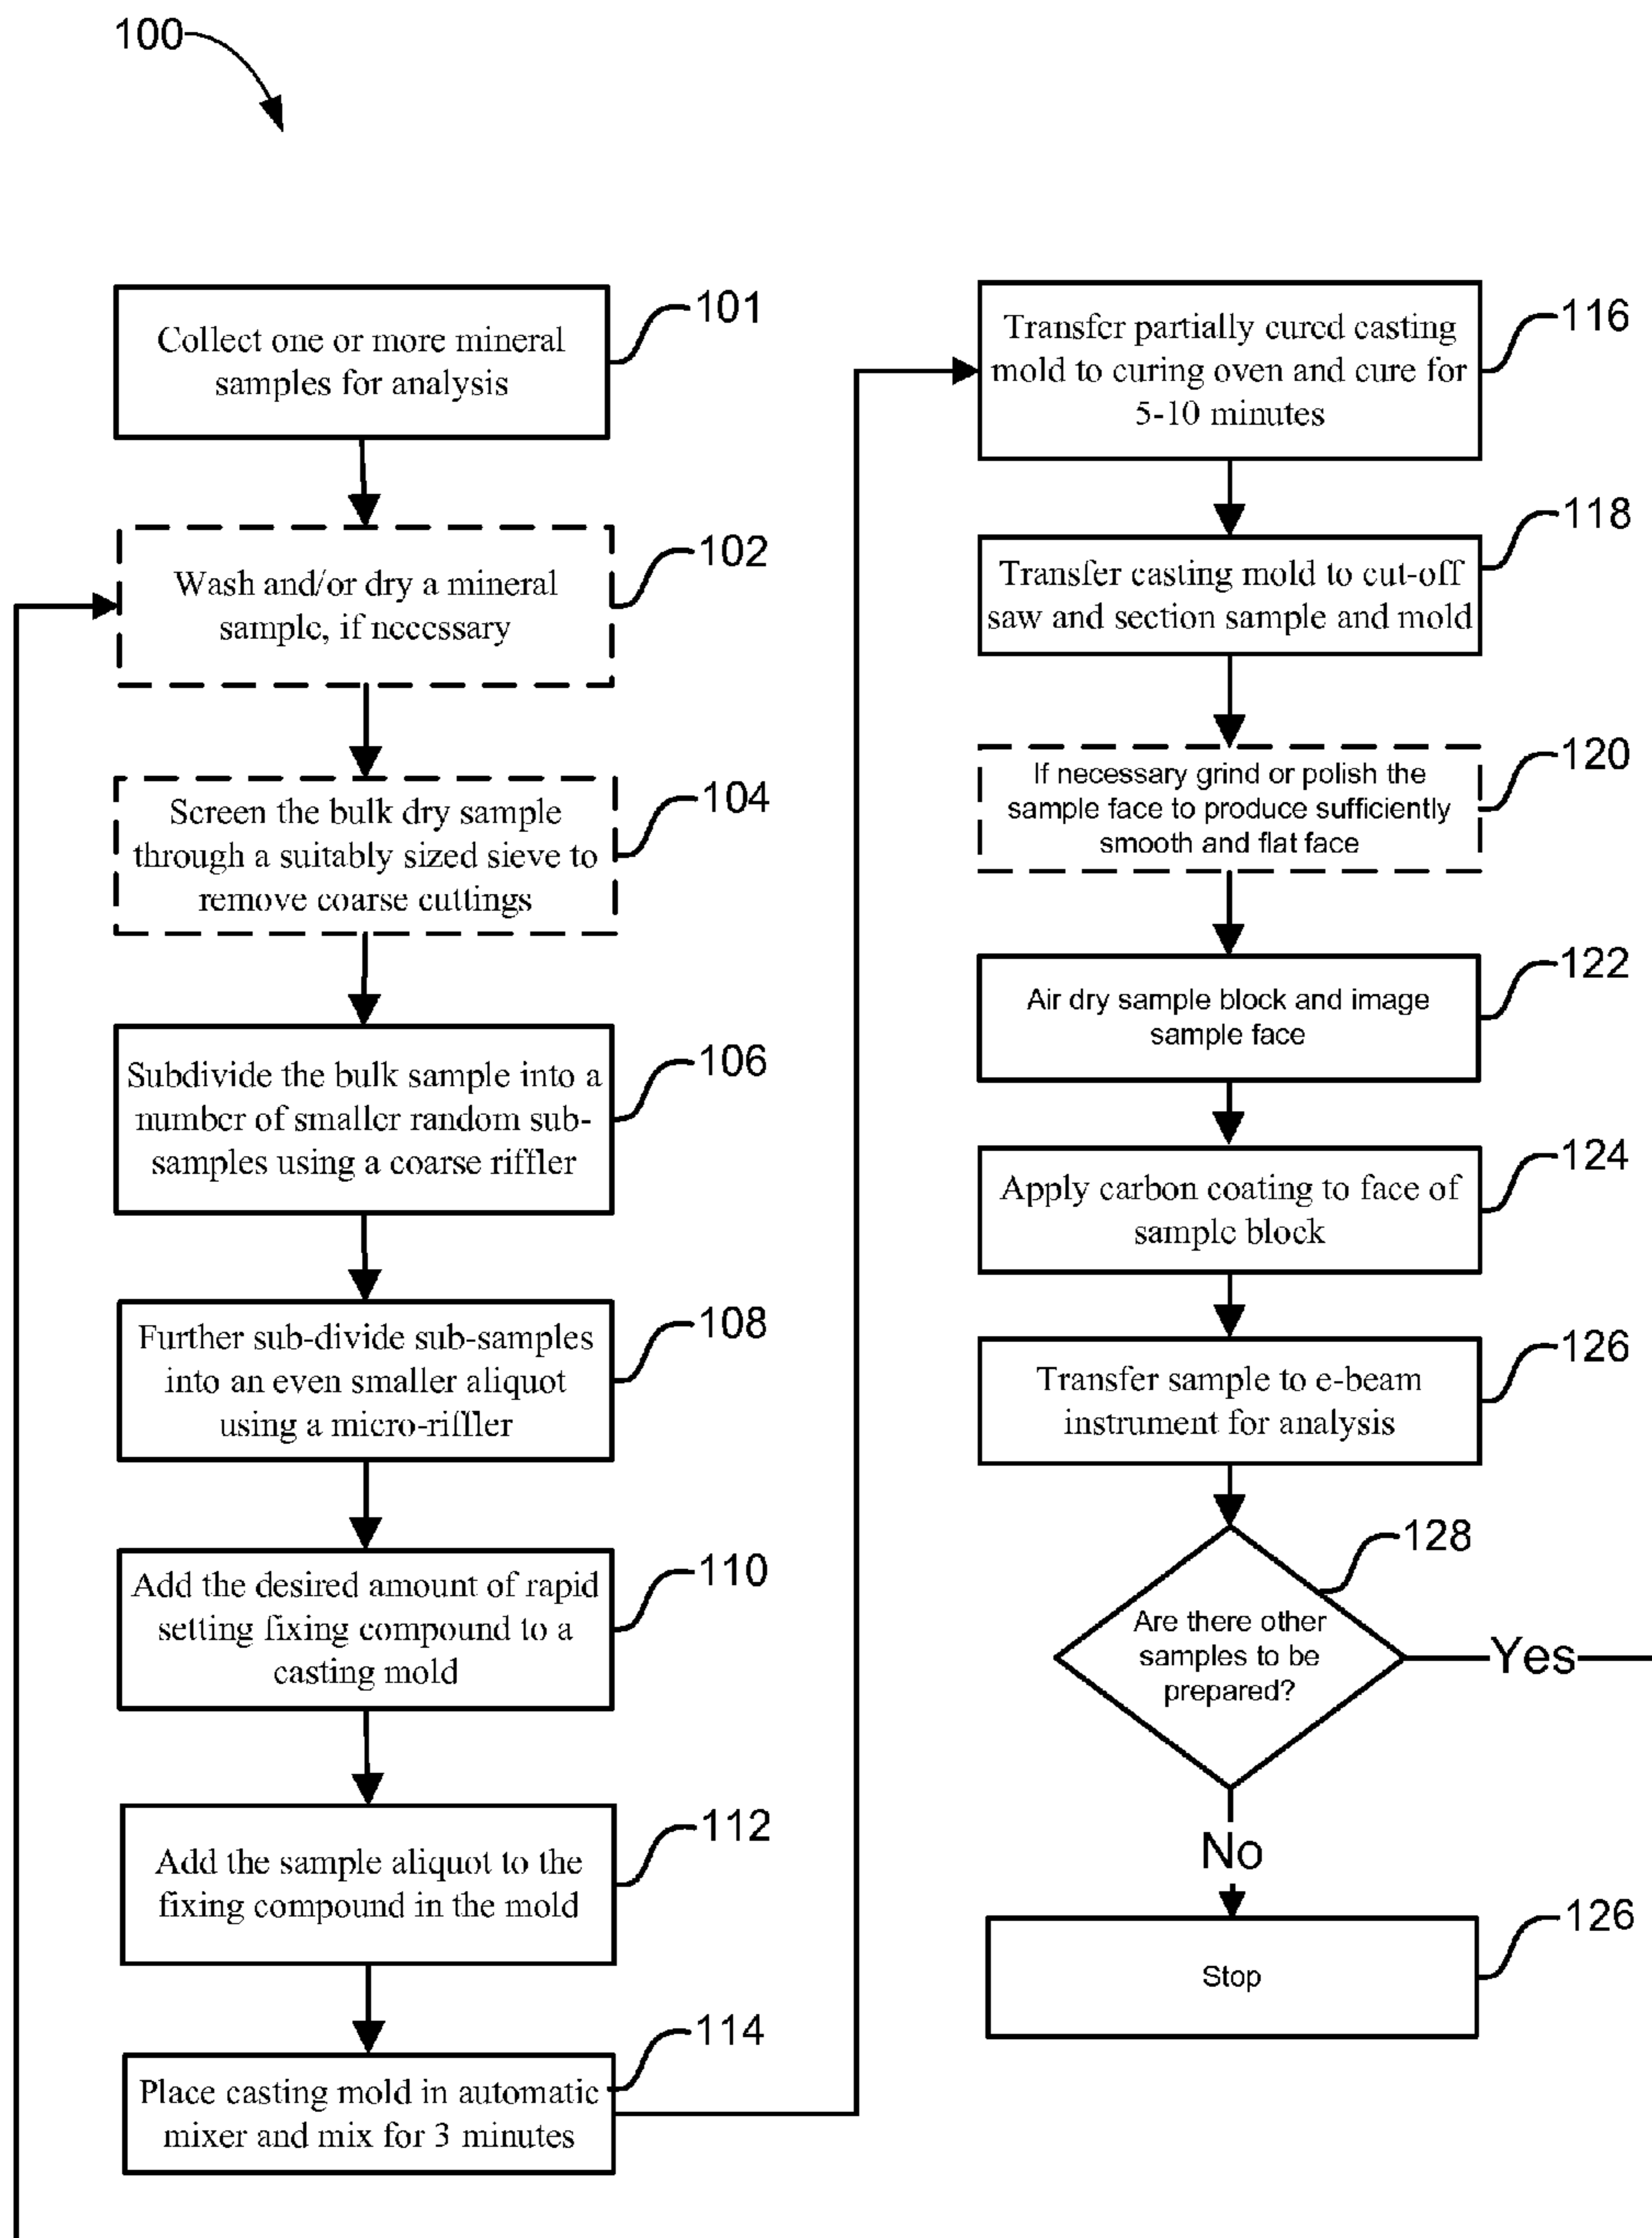 100
Collect one or more mineral
samples for analysis
101
Wash and/or dry a mineral
sample, if necessary
102
Screen the bulk dry sample
through a suitably sized sieve to
remove coarse cuttings
104
Subdivide the bulk sample into a
number of smaller random sub-
samples using a coarse riffler
106
Further sub-divide sub-samples
into an even smaller aliquot
using a micro-riffler
108
Add the desired amount of rapid
setting fixing compound to a
casting mold
110
Add the sample aliquot to the
fixing compound in the mold
112
Place casting mold in automatic
mixer and mix for 3 minutes
114
Transfer partially cured casting
mold to curing oven and cure for
5-10 minutes
116
Transfer casting mold to cut-off
saw and section sample and mold
118
If necessary grind or polish the
sample face to produce sufficiently
smooth and flat face
120
Air dry sample block and image
sample face
122
Apply carbon coating to face of
sample block
124
Transfer sample to e-beam
instrument for analysis
126
Are there other
samples to be
prepared?
128
Yes
No
Stop
126